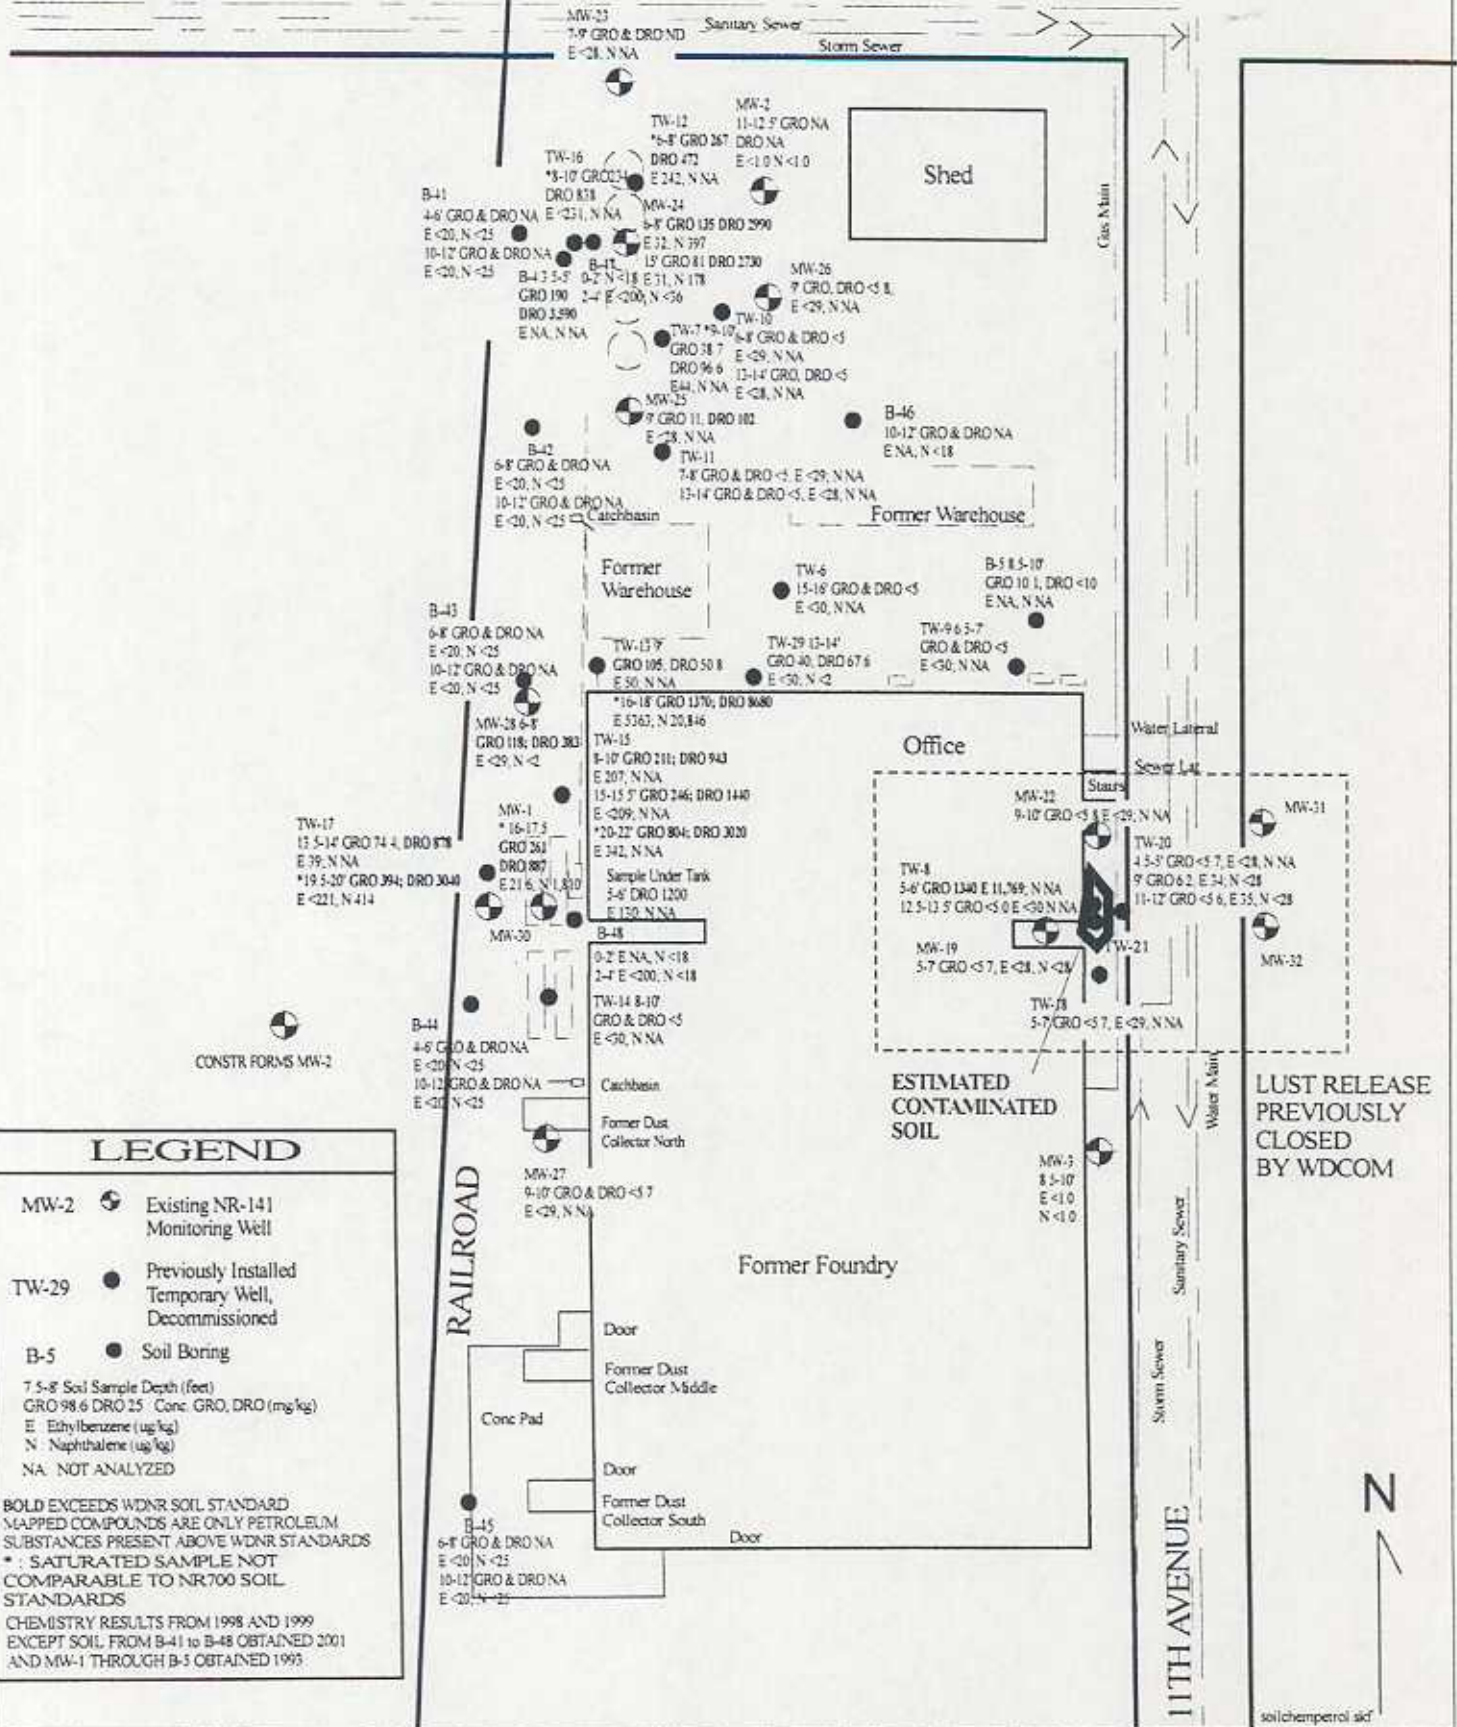 MW-23
7-9' GRO & DRO ND
E <28, N NA
Sanitary Sewer
Storm Sewer
TW-12
*6-8' GRO 267
DRO 472
E 242, N NA
MW-2
11-12.5' GRO NA
DRO NA
E <1.0 N <1.0
Shed
Gas Main
TW-16
*8-10' GRO 234
DRO 838
E <231, N NA
B-41
4-6' GRO & DRO NA
E <20, N <25
10-12' GRO & DRO NA
E <20, N <25
MW-24
6-8' GRO 135 DRO 2990
E 32, N 397
15' GRO 81 DRO 2730
E 31, N 178
0-2' N <18
2-4' E <200, N <36
GRO 190
DRO 3,590
E NA, N NA
MW-26
9' GRO, DRO <5.8,
E <29, N NA
TW-10
6-8' GRO & DRO <5
E <29, N NA
13-14' GRO, DRO <5
E <28, N NA
TW-7 *9-10'
GRO 38.7
DRO 96.6
E44, N NA
MW-25
9' GRO 11, DRO 102
E <28, N NA
B-46
10-12' GRO & DRO NA
E NA, N <18
B-42
6-8' GRO & DRO NA
E <20, N <25
10-12' GRO & DRO NA
E <20, N <25
TW-11
7-8' GRO & DRO <5, E <29, N NA
13-14' GRO & DRO <5, E <28, N NA
Catchbasin
Former Warehouse
Former
Warehouse
TW-6
15-16' GRO & DRO <5
E <30, N NA
B-5 8.5-10'
GRO 10.1, DRO <10
E NA, N NA
B-43
6-8' GRO & DRO NA
E <20, N <25
10-12' GRO & DRO NA
E <20, N <25
TW-13 9'
GRO 105, DRO 50.8
E 50, N NA
*16-18' GRO 1370; DRO 8680
E 5363, N 20,846
TW-29 13-14'
GRO 40, DRO 67.6
E <30, N <2
TW-9 6.5-7'
GRO & DRO <5
E <30; N NA
MW-28 6-8'
GRO 118; DRO 383
E <29, N <2
TW-15
8-10' GRO 211; DRO 943
E 207, N NA
15-15.5' GRO 246; DRO 1440
E <209, N NA
*20-22' GRO 804; DRO 3020
E 342, N NA
Office
Water Lateral
Sewer Lat
Stairs
MW-22
9-10' GRO <5.8 E <29, N NA
MW-31
TW-17
13.5-14' GRO 74.4, DRO 878
E 39, N NA
*19.5-20' GRO 394; DRO 3040
E <221, N 414
MW-1
* 16-17.5
GRO 261
DRO 887
E 21.6, N 1,810
Sample Under Tank
5-6' DRO 1200
E 130, N NA
TW-8
5-6' GRO 1340 E 11,769, N NA
12.5-13.5' GRO <5.0 E <30 N NA
TW-20
4.5-5' GRO <5.7, E <28, N NA
9' GRO 6.2, E 34; N <28
11-12' GRO <5.6, E 35, N <28
MW-30
B-48
0-2' E NA, N <18
2-4' E <200, N <18
MW-19
5-7' GRO <5.7, E <28, N <28
TW-21
MW-32
TW-14 8-10'
GRO & DRO <5
E <30, N NA
TW-18
5-7' GRO <5.7, E <29, N NA
CONSTR FORMS MW-2
B-44
4-6' GRO & DRO NA
E <20, N <25
10-12' GRO & DRO NA
E <20, N <25
Catchbasin
Former Dust
Collector North
ESTIMATED
CONTAMINATED
SOIL
Water Main
LUST RELEASE
PREVIOUSLY
CLOSED
BY WDCOM
MW-27
9-10' GRO & DRO <5.7
E <29, N NA
MW-3
8.5-10'
E <1.0
N <1.0
RAILROAD
Former Foundry
Sanitary Sewer
Storm Sewer
11TH AVENUE
Door
Former Dust
Collector Middle
Conc Pad
Door
Former Dust
Collector South
Door
B-45
6-8' GRO & DRO NA
E <20, N <25
10-12' GRO & DRO NA
E <20, N <25
N
LEGEND
MW-2 Existing NR-141
Monitoring Well
TW-29 Previously Installed
Temporary Well,
Decommissioned
B-5 Soil Boring
7.5-8' Soil Sample Depth (feet)
GRO 98.6 DRO 25 Conc. GRO, DRO (mg/kg)
E Ethylbenzene (ug/kg)
N Naphthalene (ug/kg)
NA NOT ANALYZED
BOLD EXCEEDS WDNR SOIL STANDARD
MAPPED COMPOUNDS ARE ONLY PETROLEUM
SUBSTANCES PRESENT ABOVE WDNR STANDARDS
* : SATURATED SAMPLE NOT
COMPARABLE TO NR700 SOIL
STANDARDS
CHEMISTRY RESULTS FROM 1998 AND 1999
EXCEPT SOIL FROM B-41 to B-48 OBTAINED 2001
AND MW-1 THROUGH B-5 OBTAINED 1993
soilchempetrol skf